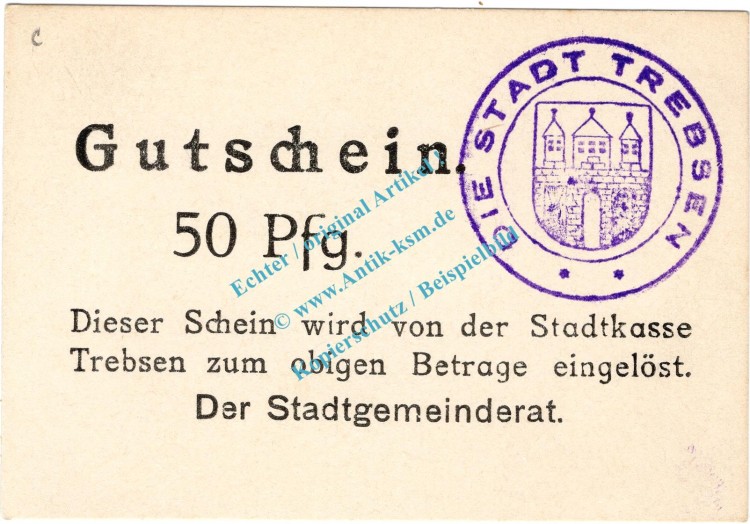 c
Gutschein.
50 Pfg.
Dieser Schein wird von der Stadtkasse
Trebsen zum obigen Betrage eingelöst.
Der Stadtgemeinderat.
DIE STADT TREBSEN
* *
Echter / original Artikel !
© www.Antik-ksm.de
Kopierschutz / Beispielbild